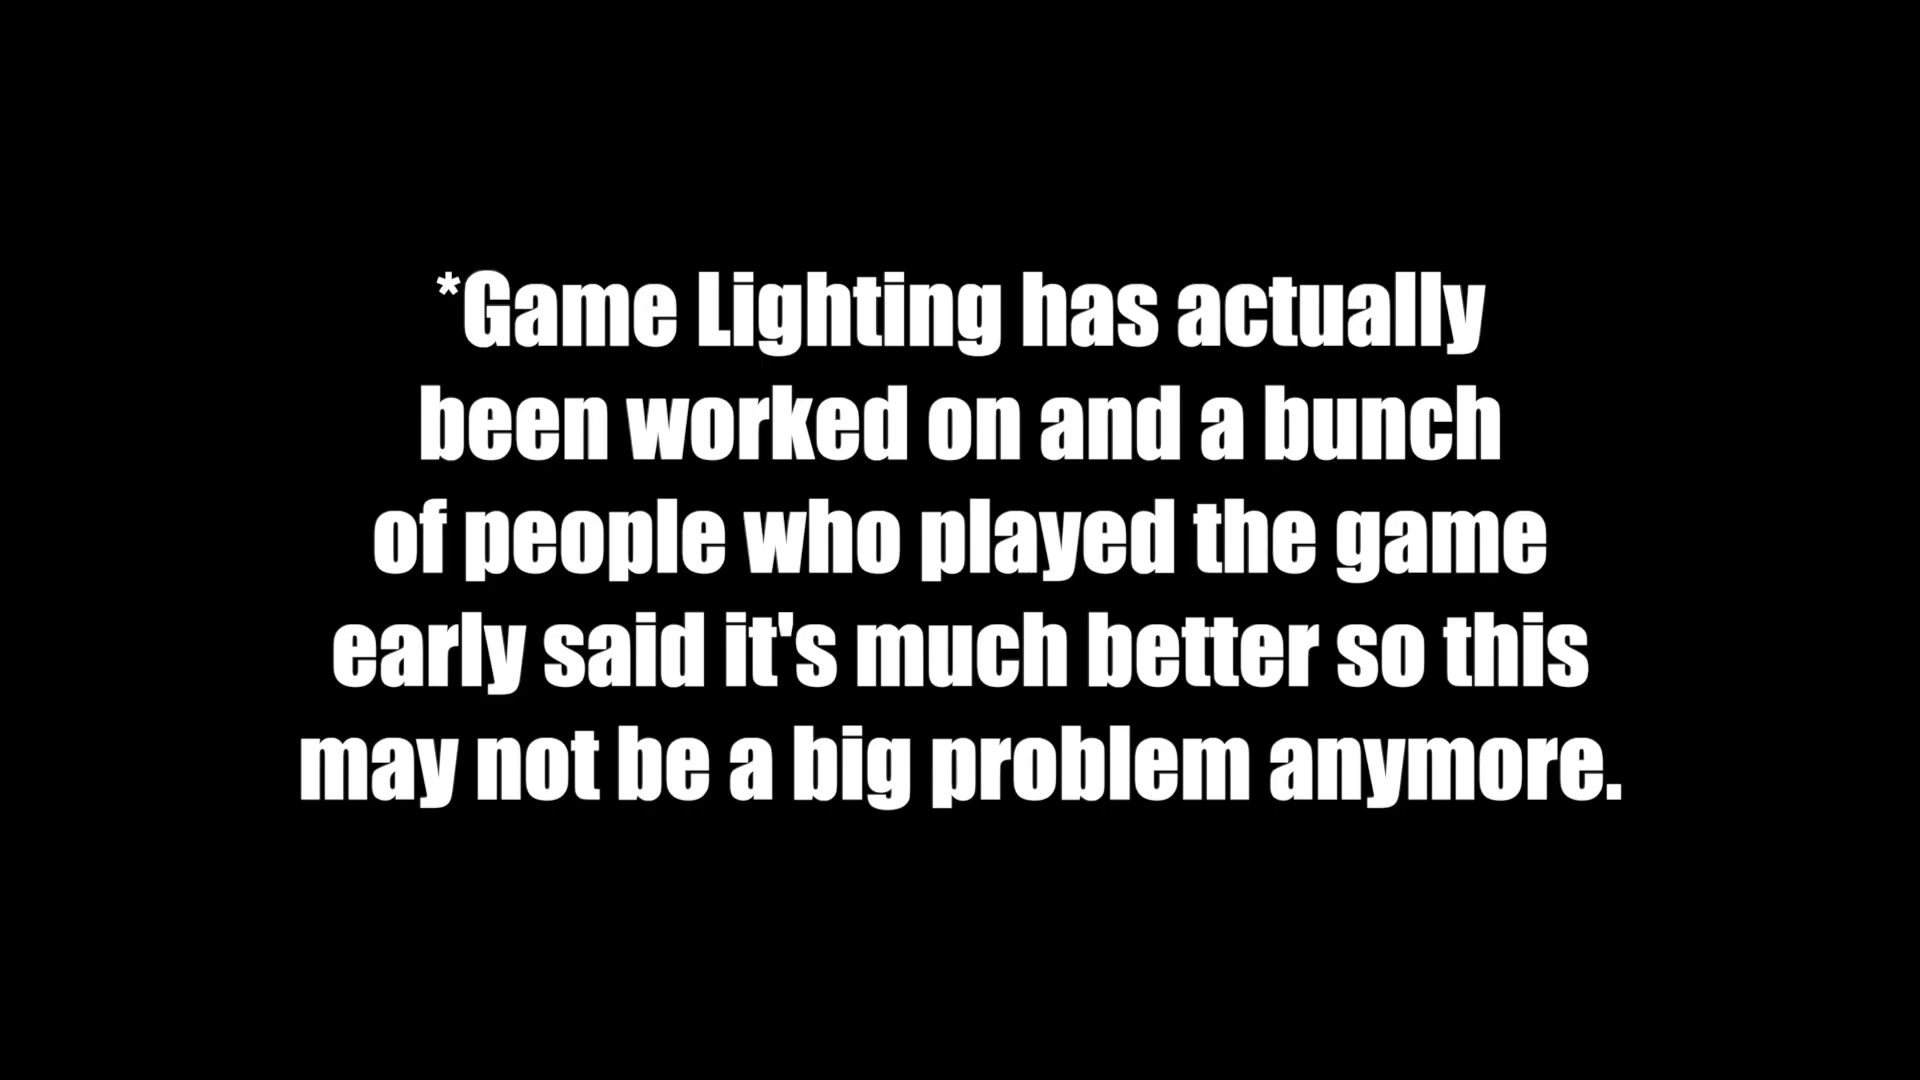 *Game Lighting has actually
been worked on and a bunch
of people who played the game
early said it's much better so this
may not be a big problem anymore.